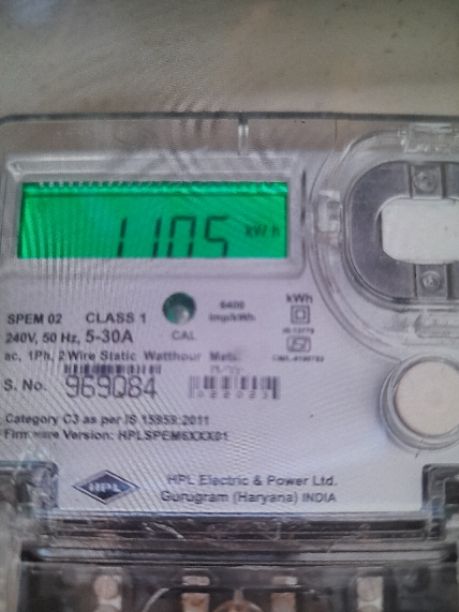 1105 kWh
SPEM 02 CLASS 1
6400 imp/kWh
kWh
240V, 50 Hz, 5-30A
CAL
ac, 1Ph, 2 Wire Static Watthour
S. No. 969084
Category C3 as per IS 15959:2011
Firmware Version: HPLSPEM6XXX01
HPL
HPL Electric & Power Ltd.
Gurugram (Haryana) INDIA